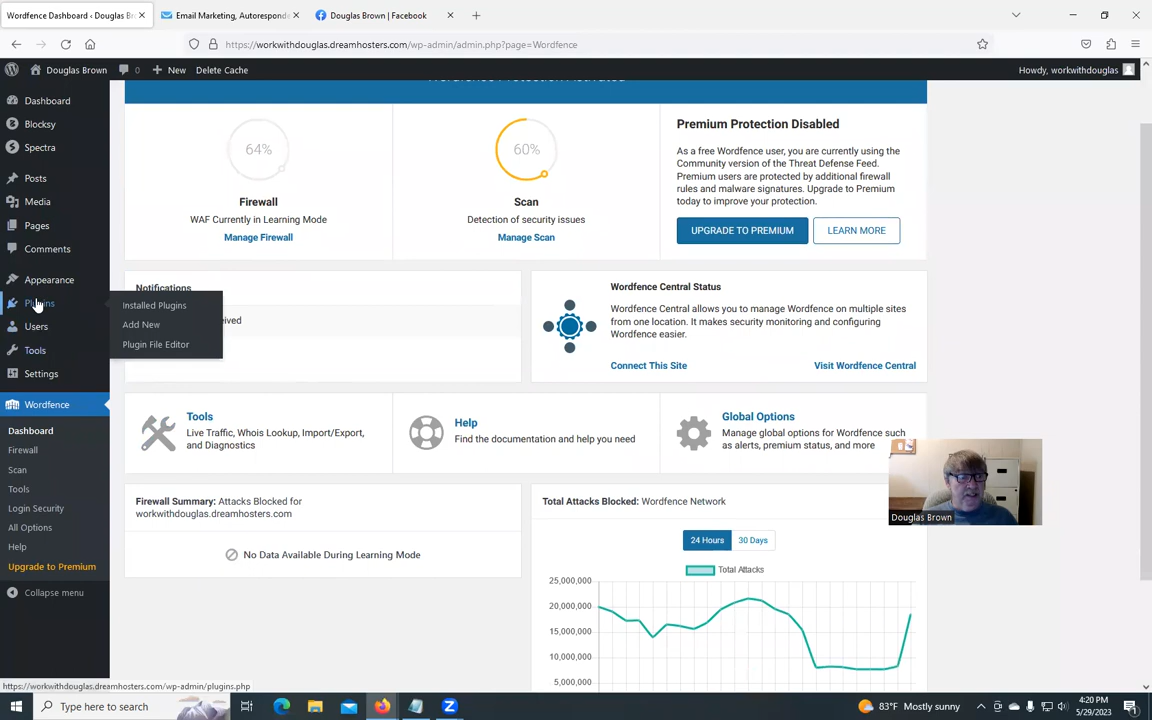 Wordfence Dashboard ‹ Douglas Br
Email Marketing, Autoresponde
Douglas Brown | Facebook
https://workwithdouglas.dreamhosters.com/wp-admin/admin.php?page=Wordfence
Douglas Brown
0
New
Delete Cache
Howdy, workwithdouglas
Dashboard
Blocksy
Spectra
Posts
Media
Pages
Comments
Appearance
Plugins
Users
Tools
Settings
Wordfence
Dashboard
Firewall
Scan
Tools
Login Security
All Options
Help
Upgrade to Premium
Collapse menu
Installed Plugins
Add New
Plugin File Editor
64%
Firewall
WAF Currently in Learning Mode
Manage Firewall
60%
Scan
Detection of security issues
Manage Scan
Premium Protection Disabled
As a free Wordfence user, you are currently using the
Community version of the Threat Defense Feed.
Premium users are protected by additional firewall
rules and malware signatures. Upgrade to Premium
today to improve your protection.
UPGRADE TO PREMIUM
LEARN MORE
Notifications
ived
Wordfence Central Status
Wordfence Central allows you to manage Wordfence on multiple sites
from one location. It makes security monitoring and configuring
Wordfence easier.
Connect This Site
Visit Wordfence Central
Tools
Live Traffic, Whois Lookup, Import/Export,
and Diagnostics
Help
Find the documentation and help you need
Global Options
Manage global options for Wordfence such
as alerts, premium status, and more
Firewall Summary: Attacks Blocked for
workwithdouglas.dreamhosters.com
No Data Available During Learning Mode
Total Attacks Blocked: Wordfence Network
24 Hours
30 Days
Total Attacks
25,000,000
20,000,000
15,000,000
10,000,000
5,000,000
Douglas Brown
https://workwithdouglas.dreamhosters.com/wp-admin/plugins.php
Type here to search
83°F Mostly sunny
4:20 PM
5/29/2023